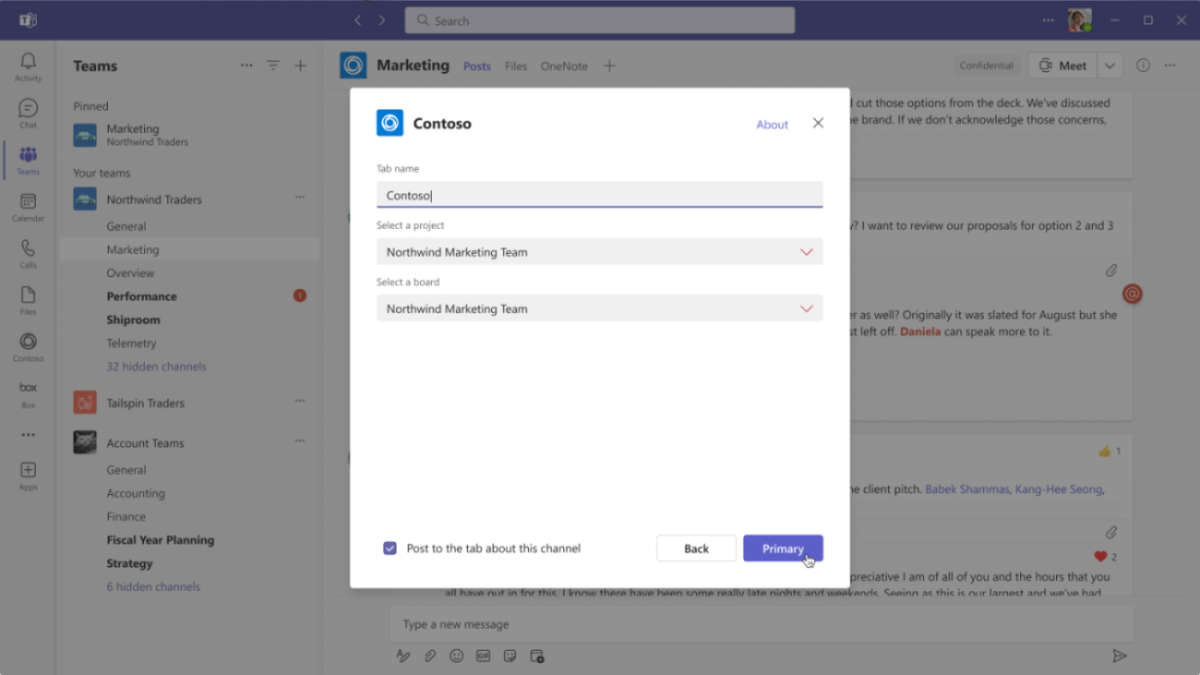 Search
Activity
Chat
Teams
Calendar
Calls
Files
Contoso
box
Box
Apps
Teams
Pinned
Marketing
Northwind Traders
Your teams
Northwind Traders
General
Marketing
Overview
Performance
1
Shiproom
Telemetry
32 hidden channels
Tailspin Traders
Account Teams
General
Accounting
Finance
Fiscal Year Planning
Strategy
6 hidden channels
Marketing
Posts
Files
OneNote
Confidential
Meet
Contoso
About
Tab name
Contoso
Select a project
Northwind Marketing Team
Select a board
Northwind Marketing Team
Post to the tab about this channel
Back
Primary
cut those options from the deck. We've discussed
brand. If we don't acknowledge those concerns,
? I want to review our proposals for option 2 and 3
as well? Originally it was slated for August but she
left off. Daniela can speak more to it.
1
client pitch. Babek Shammas, Kang-Hee Seong,
2
I am of all of you and the hours that you
all have put in for this. I know there have been some really late nights and weekends. Seeing as this is our largest and we've had
Type a new message
GIF